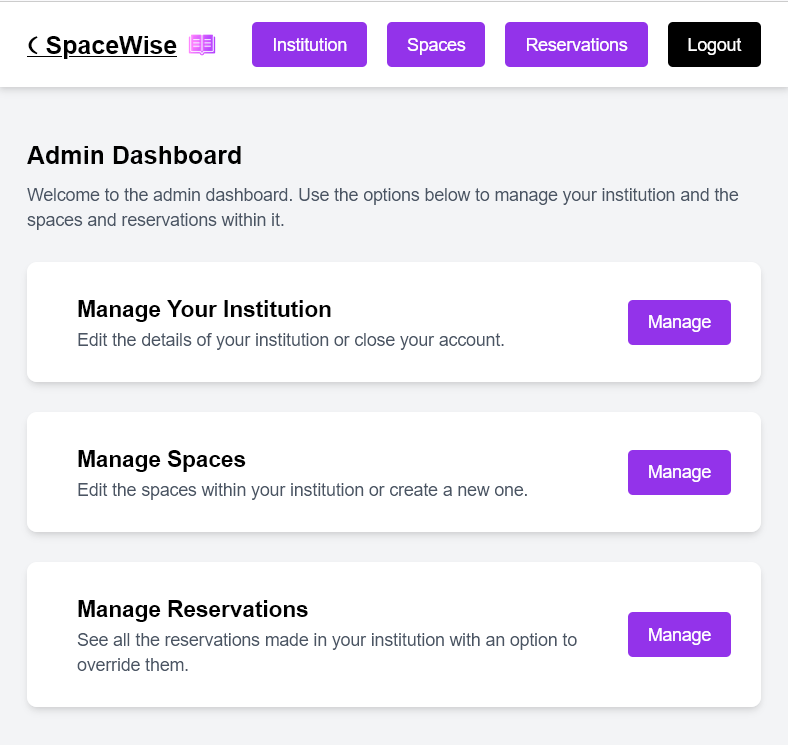 SpaceWise
Institution
Spaces
Reservations
Logout
Admin Dashboard
Welcome to the admin dashboard. Use the options below to manage your institution and the
spaces and reservations within it.
Manage Your Institution
Edit the details of your institution or close your account.
Manage
Manage Spaces
Edit the spaces within your institution or create a new one.
Manage
Manage Reservations
See all the reservations made in your institution with an option to
override them.
Manage